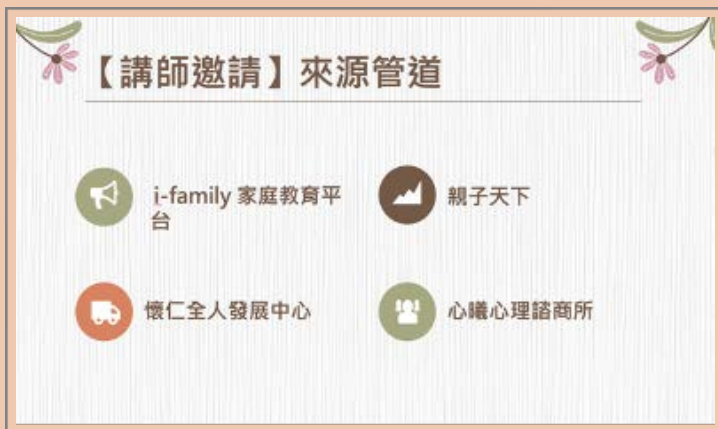 【講師邀請】來源管道
i-family 家庭教育平
台
親子天下
懷仁全人發展中心
心曦心理諮商所